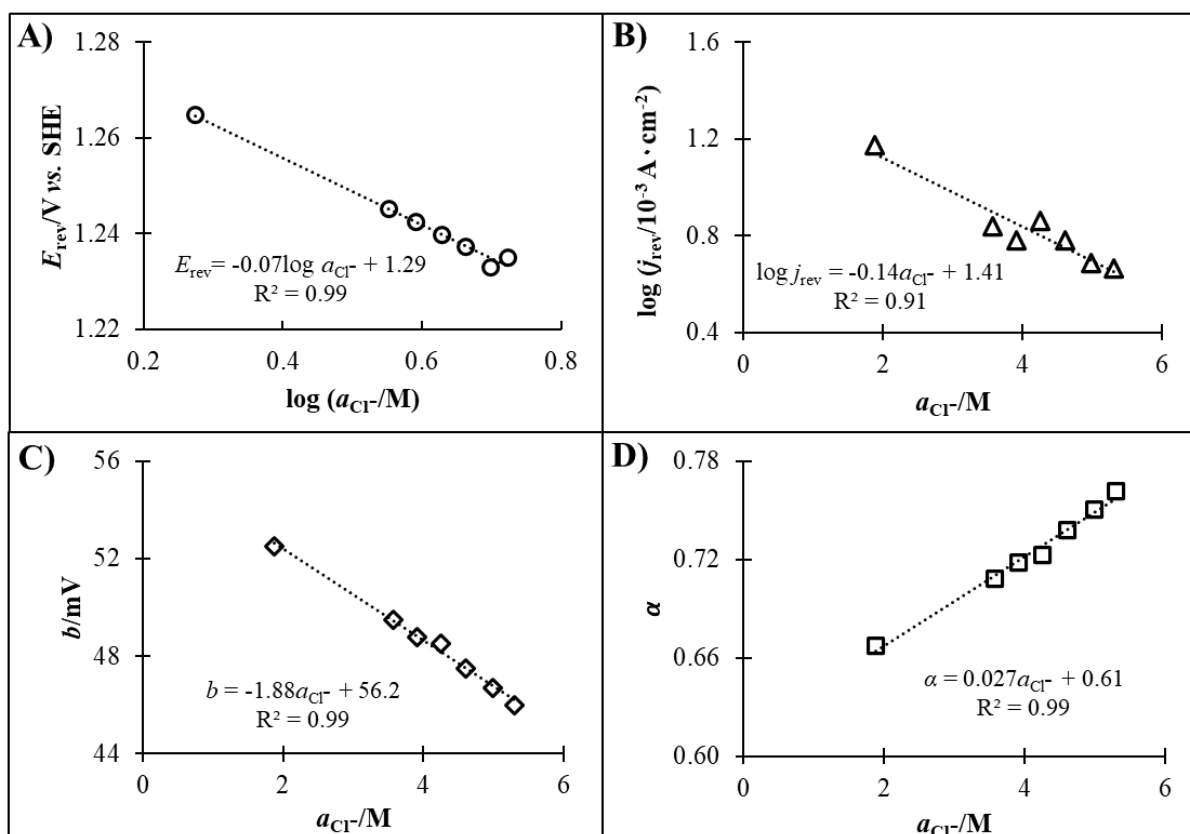 A)
1.28
1.26
1.24
1.22
E_rev/V vs. SHE
E_rev= -0.07log a_Cl- + 1.29
R² = 0.99
0.2
0.4
0.6
0.8
log (a_Cl-/M)
B)
1.6
1.2
0.8
0.4
log (j_rev/10⁻³ A·cm⁻²)
log j_rev = -0.14a_Cl- + 1.41
R² = 0.91
0
2
4
6
a_Cl-/M
C)
56
52
48
44
b/mV
b = -1.88a_Cl- + 56.2
R² = 0.99
0
2
4
6
a_Cl-/M
D)
0.78
0.72
0.66
0.60
α
α = 0.027a_Cl- + 0.61
R² = 0.99
0
2
4
6
a_Cl-/M